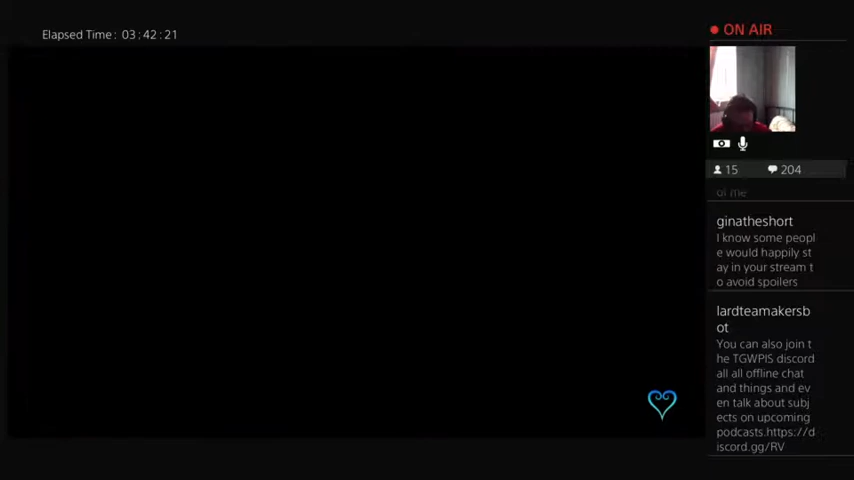 Elapsed Time: 03:42:21
ON AIR
15
204
of me
ginatheshort
I know some peopl
e would happily st
ay in your stream t
o avoid spoilers
lardteamakersb
ot
You can also join t
he TGWPIS discord
all all offline chat
and things and ev
en talk about subj
ects on upcoming
podcasts.https://d
iscord.gg/RV